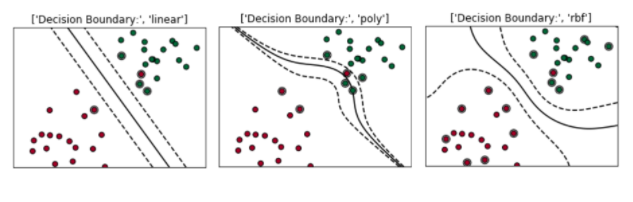 ['Decision Boundary:', 'linear']
['Decision Boundary:', 'poly']
['Decision Boundary:', 'rbf']